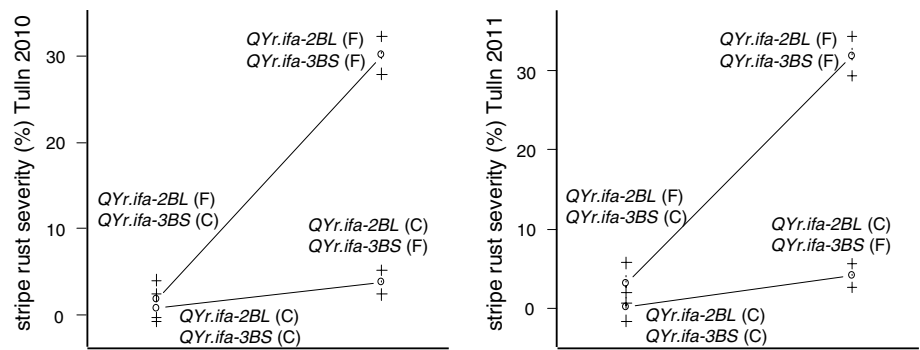 stripe rust severity (%) Tulln 2010
30
20
10
0
QYr.ifa-2BL (F)
QYr.ifa-3BS (F)
QYr.ifa-2BL (F)
QYr.ifa-3BS (C)
QYr.ifa-2BL (C)
QYr.ifa-3BS (F)
QYr.ifa-2BL (C)
QYr.ifa-3BS (C)
stripe rust severity (%) Tulln 2011
30
20
10
0
QYr.ifa-2BL (F)
QYr.ifa-3BS (F)
QYr.ifa-2BL (F)
QYr.ifa-3BS (C)
QYr.ifa-2BL (C)
QYr.ifa-3BS (F)
QYr.ifa-2BL (C)
QYr.ifa-3BS (C)